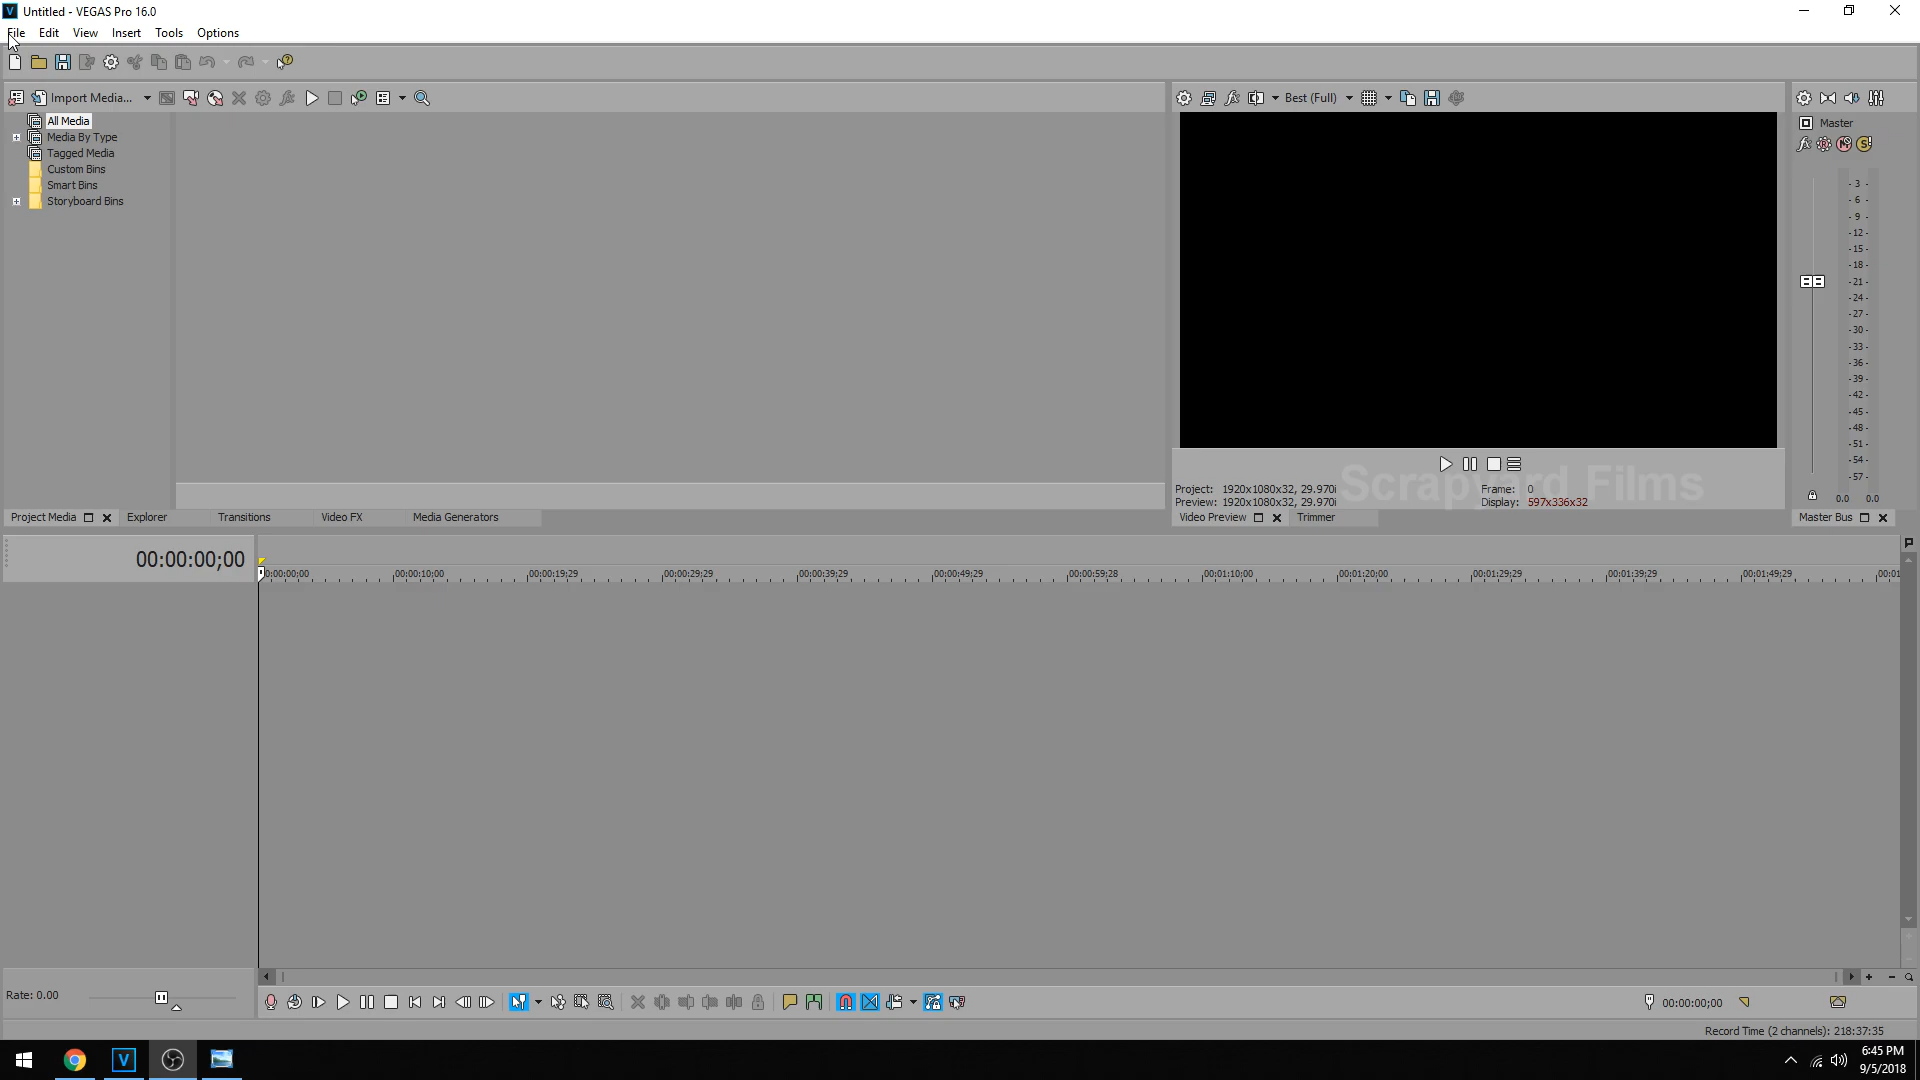 Untitled - VEGAS Pro 16.0
File Edit View Insert Tools Options
Import Media...
Best (Full)
All Media
Media By Type
Tagged Media
Custom Bins
Smart Bins
Storyboard Bins
Master
- 3 -
- 6 -
- 9 -
- 12 -
- 15 -
- 18 -
- 21 -
- 24 -
- 27 -
- 30 -
- 33 -
- 36 -
- 39 -
- 42 -
- 45 -
- 48 -
- 51 -
- 54 -
- 57 -
0.0 0.0
Scrapyard Films
Project: 1920x1080x32, 29.970i
Frame: 0
Preview: 1920x1080x32, 29.970i
Display: 597x336x32
Project Media Explorer Transitions Video FX Media Generators
Video Preview Trimmer
Master Bus
00:00:00;00
0:00:00;00 00:00:10;00 00:00:19;29 00:00:29;29 00:00:39;29 00:00:49;29 00:00:59;28 00:01:10;00 00:01:20;00 00:01:29;29 00:01:39;29 00:01:49;29 00:01
Rate: 0.00
00:00:00;00
Record Time (2 channels): 218:37:35
6:45 PM
9/5/2018